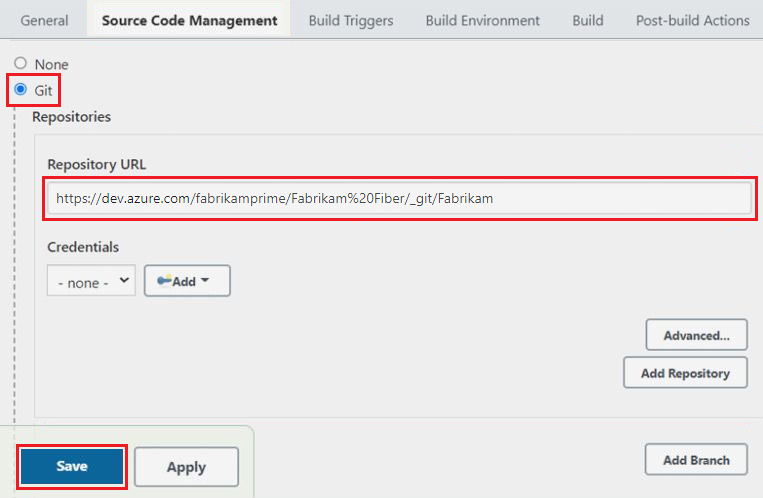 General Source Code Management Build Triggers Build Environment Build Post-build Actions
None
Git
Repositories
Repository URL
https://dev.azure.com/fabrikamprime/Fabrikam%20Fiber/_git/Fabrikam
Credentials
- none - Add
Advanced...
Add Repository
Save Apply Add Branch